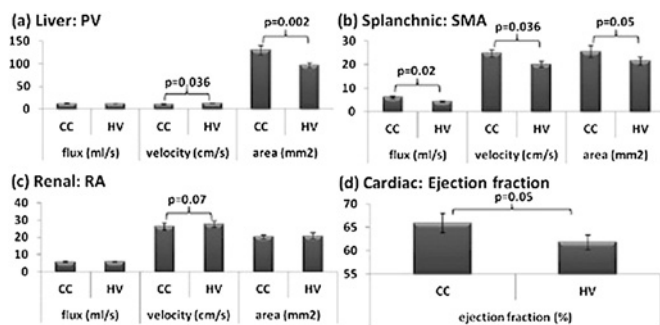 (a) Liver: PV
p=0.002
150
100
50
0
p=0.036
CC HV CC HV CC HV
flux (ml/s) velocity (cm/s) area (mm2)
(b) Splanchnic: SMA
p=0.036 p=0.05
30
20
10
0
p=0.02
CC HV CC HV CC HV
flux (ml/s) velocity (cm/s) area (mm2)
(c) Renal: RA
p=0.07
40
30
20
10
0
CC HV CC HV CC HV
flux (ml/s) velocity (cm/s) area (mm2)
(d) Cardiac: Ejection fraction
p=0.05
70
65
60
55
CC HV
ejection fraction (%)